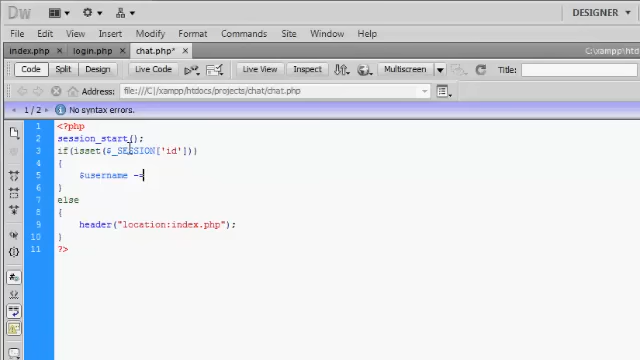 Dw
DESIGNER
File Edit View Insert Modify Format Commands Site Window Help
index.php × login.php × chat.php* ×
C:\xampp\htdocs
Code Split Design Live Code Live View Inspect Multiscreen Title:
Address: file:///C|/xampp/htdocs/projects/chat/chat.php
1 / 2 No syntax errors.
1 <?php
2 session_start();
3 if(isset($_SESSION['id']))
4 {
5 $username -=
6 }
7 else
8 {
9 header("location:index.php");
10 }
11 ?>